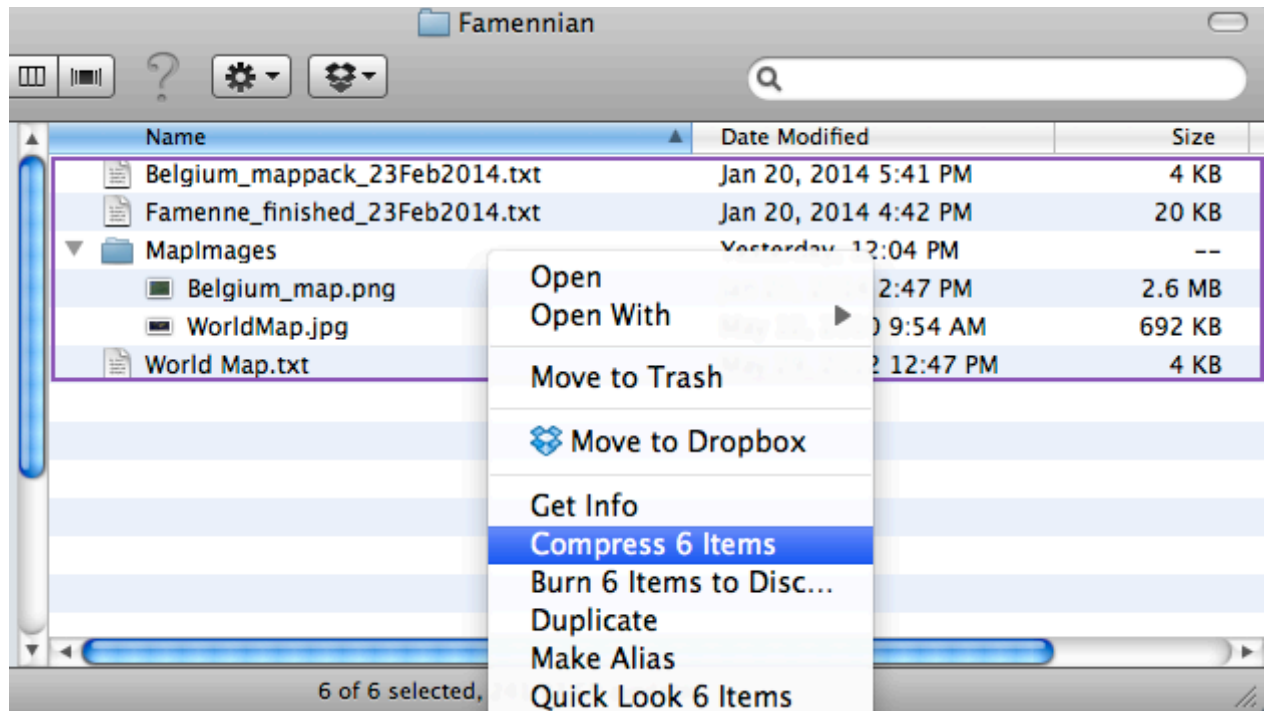 Famennian
?
Name Date Modified Size
Belgium_mappack_23Feb2014.txt Jan 20, 2014 5:41 PM 4 KB
Famenne_finished_23Feb2014.txt Jan 20, 2014 4:42 PM 20 KB
MapImages Yesterday, 12:04 PM --
Belgium_map.png 2:47 PM 2.6 MB
WorldMap.jpg 9:54 AM 692 KB
World Map.txt 12:47 PM 4 KB
Open
Open With
Move to Trash
Move to Dropbox
Get Info
Compress 6 Items
Burn 6 Items to Disc...
Duplicate
Make Alias
Quick Look 6 Items
6 of 6 selected,